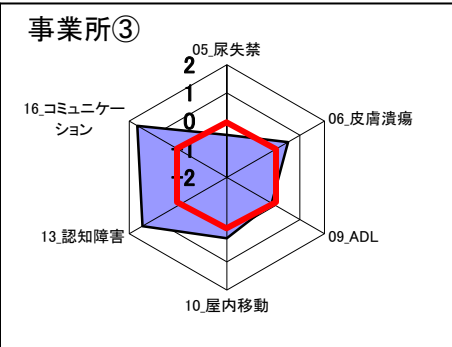 事業所③
05_尿失禁
2
1
0
-1
-2
06_皮膚潰瘍
09_ADL
10_屋内移動
13_認知障害
16_コミュニケー
ション